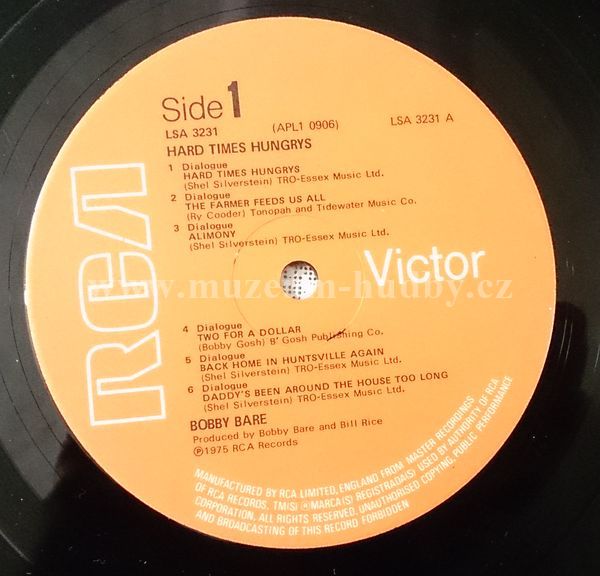 Side 1
LSA 3231 (APL1 0906) LSA 3231 A
HARD TIMES HUNGRYS
1 Dialogue
HARD TIMES HUNGRYS
(Shel Silverstein) TRO-Essex Music Ltd.
2 Dialogue
THE FARMER FEEDS US ALL
(Ry Cooder) Tonopah and Tidewater Music Co.
3 Dialogue
ALIMONY
(Shel Silverstein) TRO-Essex Music Ltd.
RCA
Victor
www.muzeum-hudby.cz
4 Dialogue
TWO FOR A DOLLAR
(Bobby Gosh) B' Gosh Publishing Co.
5 Dialogue
BACK HOME IN HUNTSVILLE AGAIN
(Shel Silverstein) TRO-Essex Music Ltd.
6 Dialogue
DADDY'S BEEN AROUND THE HOUSE TOO LONG
(Shel Silverstein) TRO-Essex Music Ltd.
BOBBY BARE
Produced by Bobby Bare and Bill Rice
Ⓟ1975 RCA Records
MANUFACTURED BY RCA LIMITED, ENGLAND FROM MASTER RECORDINGS
OF RCA RECORDS, TM(S) ® MARCA(S) REGISTRADA(S) USED BY AUTHORITY OF RCA
CORPORATION. ALL RIGHTS RESERVED. UNAUTHORISED COPYING, PUBLIC PERFORMANCE
AND BROADCASTING OF THIS RECORD FORBIDDEN